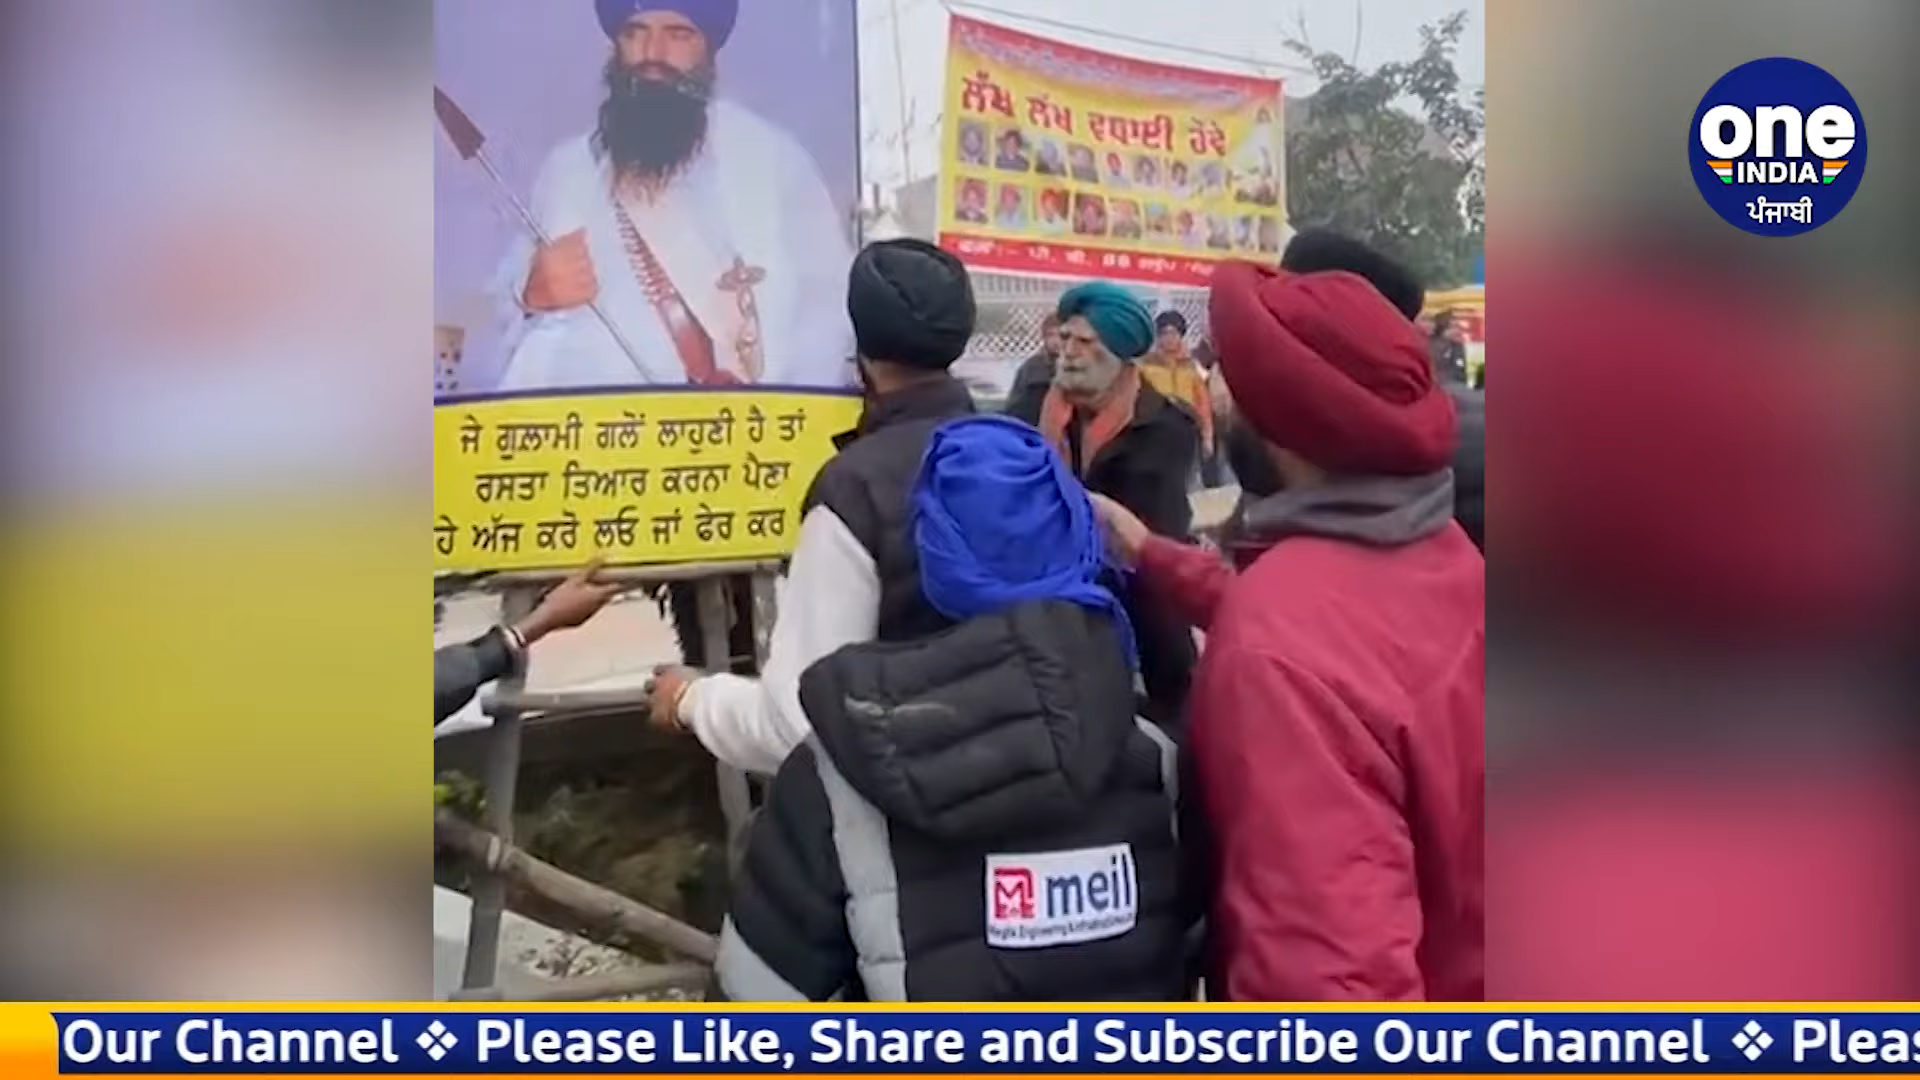 ਲੱਖ ਲੱਖ ਵਧਾਈ ਹੋਵੇ
one
INDIA
ਪੰਜਾਬੀ
ਜੇ ਗੁਲਾਮੀ ਗਲੋਂ ਲਾਹੁਣੀ ਹੈ ਤਾਂ
ਰਸਤਾ ਤਿਆਰ ਕਰਨਾ ਪੈਣਾ
ਹੇ ਅੱਜ ਕਰੋ ਲਓ ਜਾਂ ਫੇਰ ਕਰ
meil
Our Channel ❖ Please Like, Share and Subscribe Our Channel ❖ Pleas